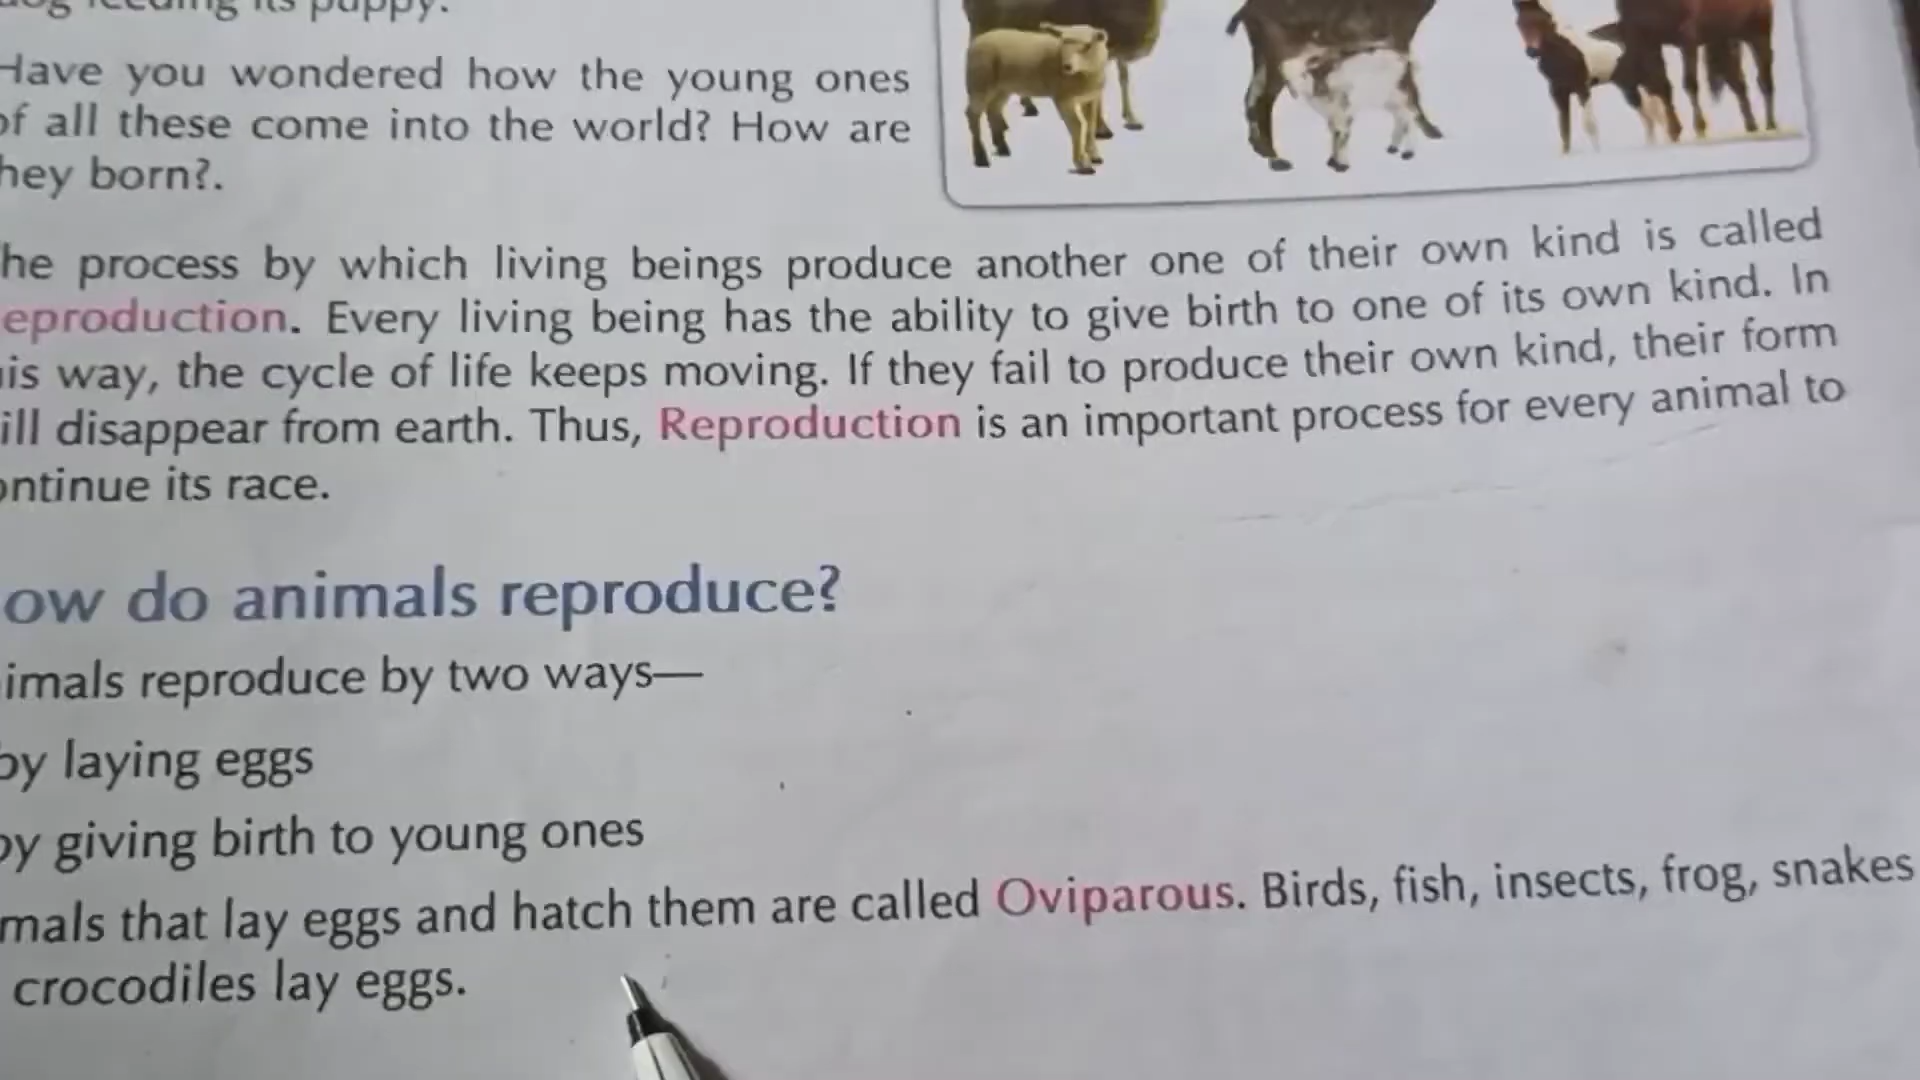 feeding its puppy.
Have you wondered how the young ones
of all these come into the world? How are
hey born?.
he process by which living beings produce another one of their own kind is called
eproduction. Every living being has the ability to give birth to one of its own kind. In
is way, the cycle of life keeps moving. If they fail to produce their own kind, their form
ill disappear from earth. Thus, Reproduction is an important process for every animal to
ontinue its race.
ow do animals reproduce?
imals reproduce by two ways—
by laying eggs
by giving birth to young ones
mals that lay eggs and hatch them are called Oviparous. Birds, fish, insects, frog, snakes
crocodiles lay eggs.